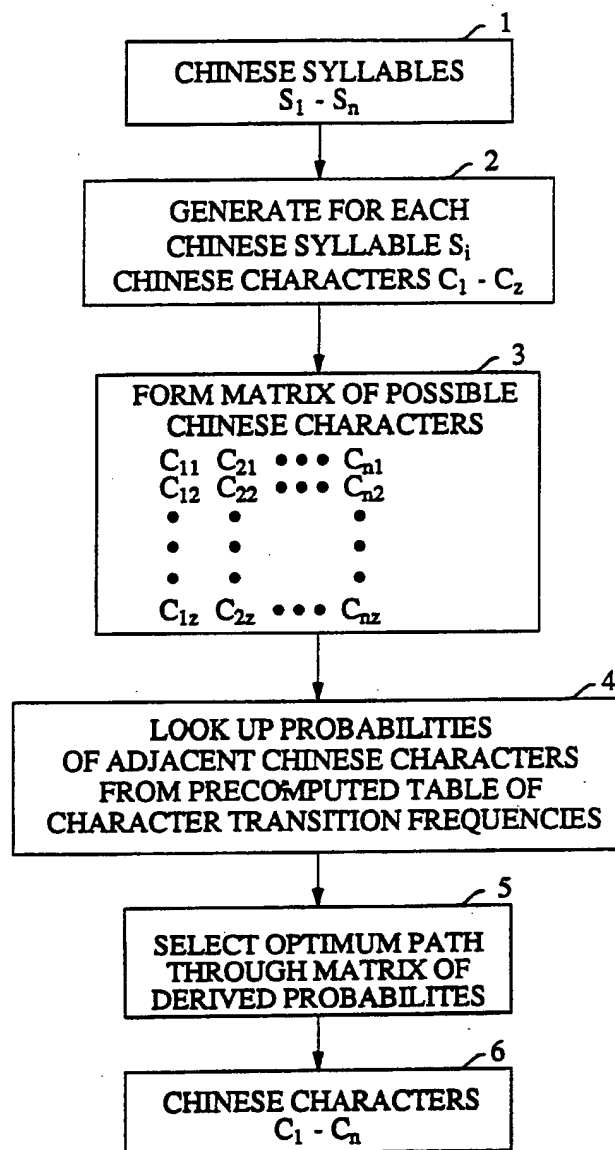 1
CHINESE SYLLABLES
S₁ - Sₙ
2
GENERATE FOR EACH
CHINESE SYLLABLE Sᵢ
CHINESE CHARACTERS C₁ - C_z
3
FORM MATRIX OF POSSIBLE
CHINESE CHARACTERS
C₁₁ C₂₁ ••• Cₙ₁
C₁₂ C₂₂ ••• Cₙ₂
• • •
• • •
• • •
C₁z C₂z ••• Cₙz
4
LOOK UP PROBABILITIES
OF ADJACENT CHINESE CHARACTERS
FROM PRECOMPUTED TABLE OF
CHARACTER TRANSITION FREQUENCIES
5
SELECT OPTIMUM PATH
THROUGH MATRIX OF
DERIVED PROBABILITES
6
CHINESE CHARACTERS
C₁ - Cₙ